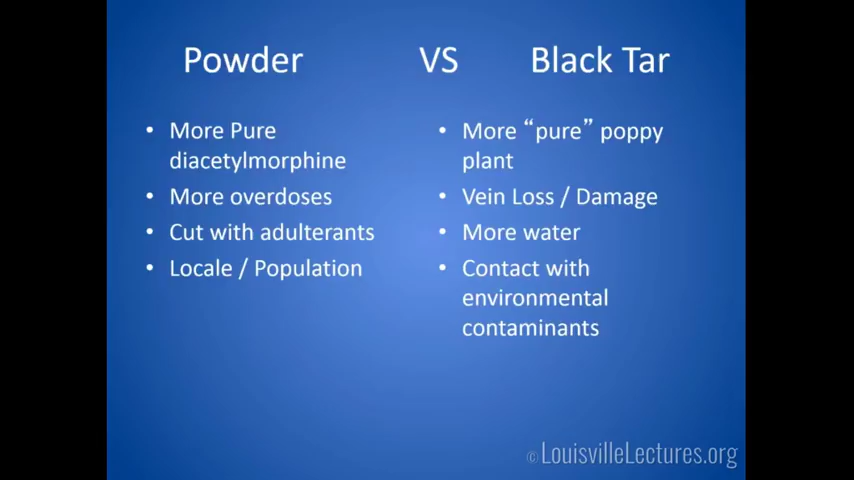 Powder VS Black Tar
• More Pure
diacetylmorphine
• More overdoses
• Cut with adulterants
• Locale / Population
• More “pure” poppy
plant
• Vein Loss / Damage
• More water
• Contact with
environmental
contaminants
© LouisvilleLectures.org